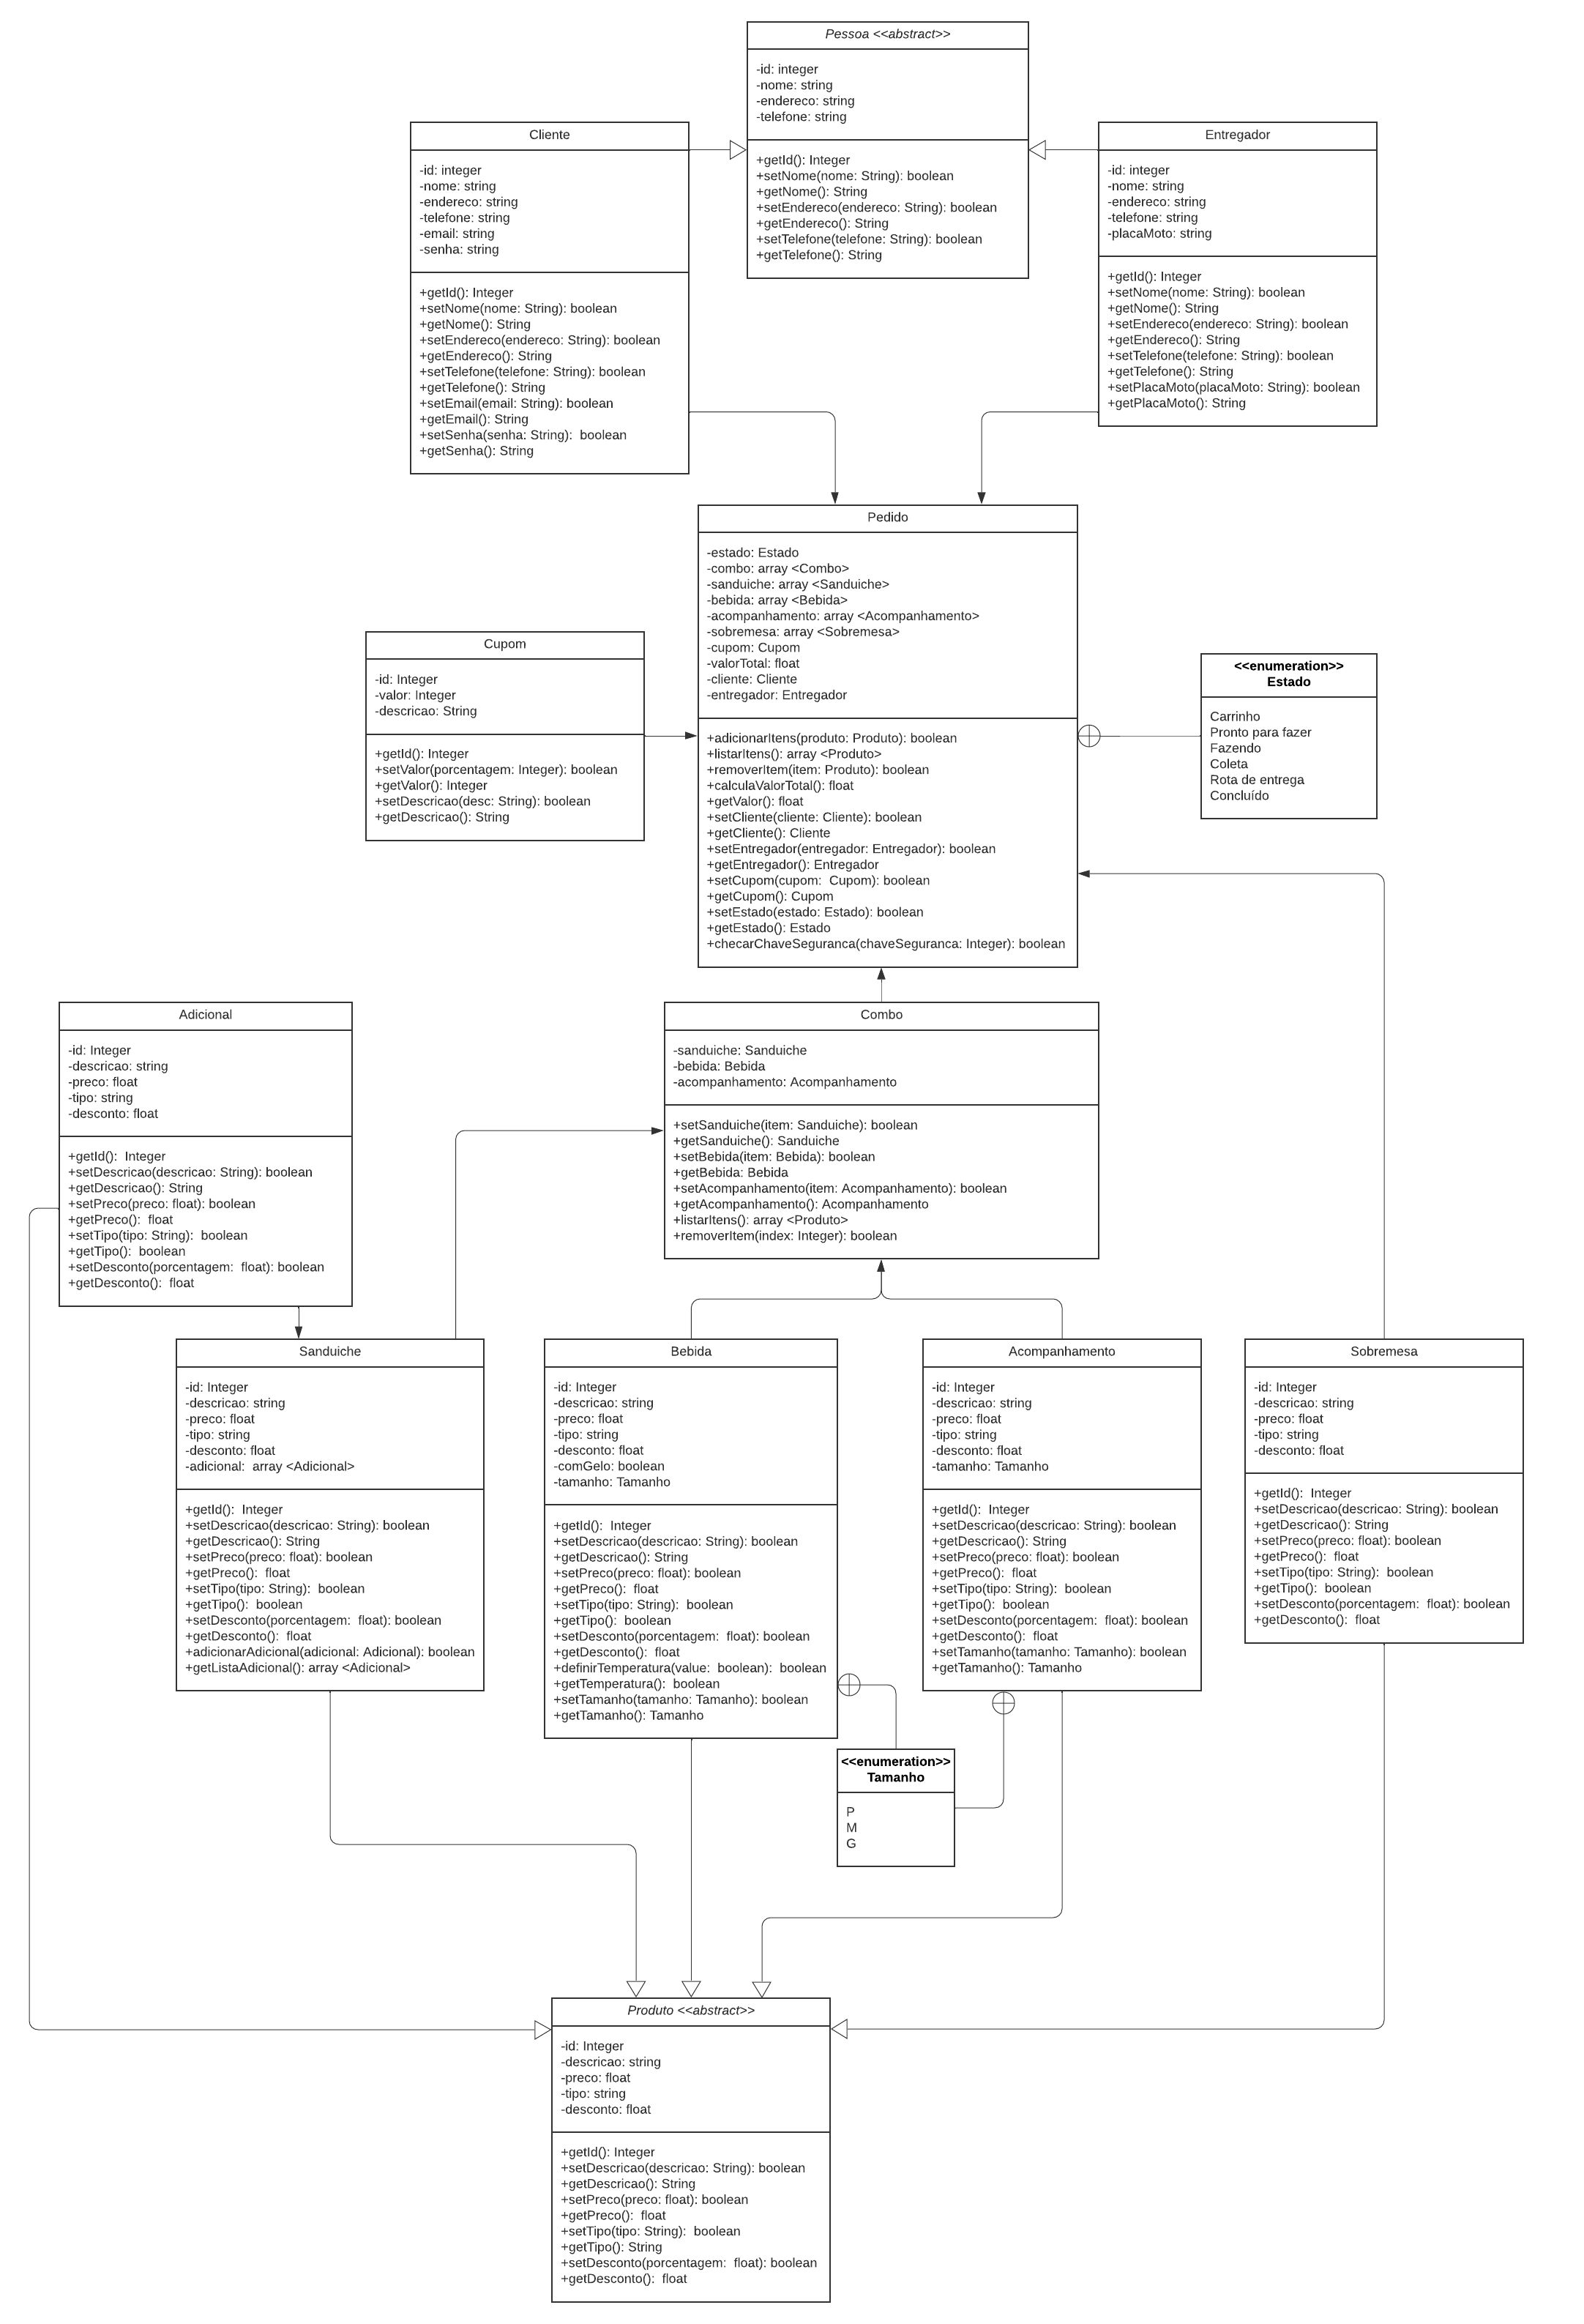 Pessoa <<abstract>>
-id: integer
-nome: string
-endereco: string
-telefone: string
+getId(): Integer
+setNome(nome: String): boolean
+getNome(): String
+setEndereco(endereco: String): boolean
+getEndereco(): String
+setTelefone(telefone: String): boolean
+getTelefone(): String
Cliente
-id: integer
-nome: string
-endereco: string
-telefone: string
-email: string
-senha: string
+getId(): Integer
+setNome(nome: String): boolean
+getNome(): String
+setEndereco(endereco: String): boolean
+getEndereco(): String
+setTelefone(telefone: String): boolean
+getTelefone(): String
+setEmail(email: String): boolean
+getEmail(): String
+setSenha(senha: String):  boolean
+getSenha(): String
Entregador
-id: integer
-nome: string
-endereco: string
-telefone: string
-placaMoto: string
+getId(): Integer
+setNome(nome: String): boolean
+getNome(): String
+setEndereco(endereco: String): boolean
+getEndereco(): String
+setTelefone(telefone: String): boolean
+getTelefone(): String
+setPlacaMoto(placaMoto: String): boolean
+getPlacaMoto(): String
Pedido
-estado: Estado
-combo: array <Combo>
-sanduiche: array <Sanduiche>
-bebida: array <Bebida>
-acompanhamento: array <Acompanhamento>
-sobremesa: array <Sobremesa>
-cupom: Cupom
-valorTotal: float
-cliente: Cliente
-entregador: Entregador
+adicionarItens(produto: Produto): boolean
+listarItens(): array <Produto>
+removerItem(item: Produto): boolean
+calculaValorTotal(): float
+getValor(): float
+setCliente(cliente: Cliente): boolean
+getCliente(): Cliente
+setEntregador(entregador: Entregador): boolean
+getEntregador(): Entregador
+setCupom(cupom:  Cupom): boolean
+getCupom(): Cupom
+setEstado(estado: Estado): boolean
+getEstado(): Estado
+checarChaveSeguranca(chaveSeguranca: Integer): boolean
Cupom
-id: Integer
-valor: Integer
-descricao: String
+getId(): Integer
+setValor(porcentagem: Integer): boolean
+getValor(): Integer
+setDescricao(desc: String): boolean
+getDescricao(): String
<<enumeration>>
Estado
Carrinho
Pronto para fazer
Fazendo
Coleta
Rota de entrega
Concluído
Adicional
-id: Integer
-descricao: string
-preco: float
-tipo: string
-desconto: float
+getId():  Integer
+setDescricao(descricao: String): boolean
+getDescricao(): String
+setPreco(preco: float): boolean
+getPreco():  float
+setTipo(tipo: String):  boolean
+getTipo():  boolean
+setDesconto(porcentagem:  float): boolean
+getDesconto():  float
Combo
-sanduiche: Sanduiche
-bebida: Bebida
-acompanhamento: Acompanhamento
+setSanduiche(item: Sanduiche): boolean
+getSanduiche(): Sanduiche
+setBebida(item: Bebida): boolean
+getBebida: Bebida
+setAcompanhamento(item: Acompanhamento): boolean
+getAcompanhamento(): Acompanhamento
+listarItens(): array <Produto>
+removerItem(index: Integer): boolean
Sanduiche
-id: Integer
-descricao: string
-preco: float
-tipo: string
-desconto: float
-adicional:  array <Adicional>
+getId():  Integer
+setDescricao(descricao: String): boolean
+getDescricao(): String
+setPreco(preco: float): boolean
+getPreco():  float
+setTipo(tipo: String):  boolean
+getTipo():  boolean
+setDesconto(porcentagem:  float): boolean
+getDesconto():  float
+adicionarAdicional(adicional: Adicional): boolean
+getListaAdicional(): array <Adicional>
Bebida
-id: Integer
-descricao: string
-preco: float
-tipo: string
-desconto: float
-comGelo: boolean
-tamanho: Tamanho
+getId():  Integer
+setDescricao(descricao: String): boolean
+getDescricao(): String
+setPreco(preco: float): boolean
+getPreco():  float
+setTipo(tipo: String):  boolean
+getTipo():  boolean
+setDesconto(porcentagem:  float): boolean
+getDesconto():  float
+definirTemperatura(value:  boolean):  boolean
+getTemperatura():  boolean
+setTamanho(tamanho: Tamanho): boolean
+getTamanho(): Tamanho
Acompanhamento
-id: Integer
-descricao: string
-preco: float
-tipo: string
-desconto: float
-tamanho: Tamanho
+getId():  Integer
+setDescricao(descricao: String): boolean
+getDescricao(): String
+setPreco(preco: float): boolean
+getPreco():  float
+setTipo(tipo: String):  boolean
+getTipo():  boolean
+setDesconto(porcentagem:  float): boolean
+getDesconto():  float
+setTamanho(tamanho: Tamanho): boolean
+getTamanho(): Tamanho
Sobremesa
-id: Integer
-descricao: string
-preco: float
-tipo: string
-desconto: float
+getId():  Integer
+setDescricao(descricao: String): boolean
+getDescricao(): String
+setPreco(preco: float): boolean
+getPreco():  float
+setTipo(tipo: String):  boolean
+getTipo():  boolean
+setDesconto(porcentagem:  float): boolean
+getDesconto():  float
<<enumeration>>
Tamanho
P
M
G
Produto <<abstract>>
-id: Integer
-descricao: string
-preco: float
-tipo: string
-desconto: float
+getId(): Integer
+setDescricao(descricao: String): boolean
+getDescricao(): String
+setPreco(preco: float): boolean
+getPreco():  float
+setTipo(tipo: String):  boolean
+getTipo(): String
+setDesconto(porcentagem:  float): boolean
+getDesconto():  float